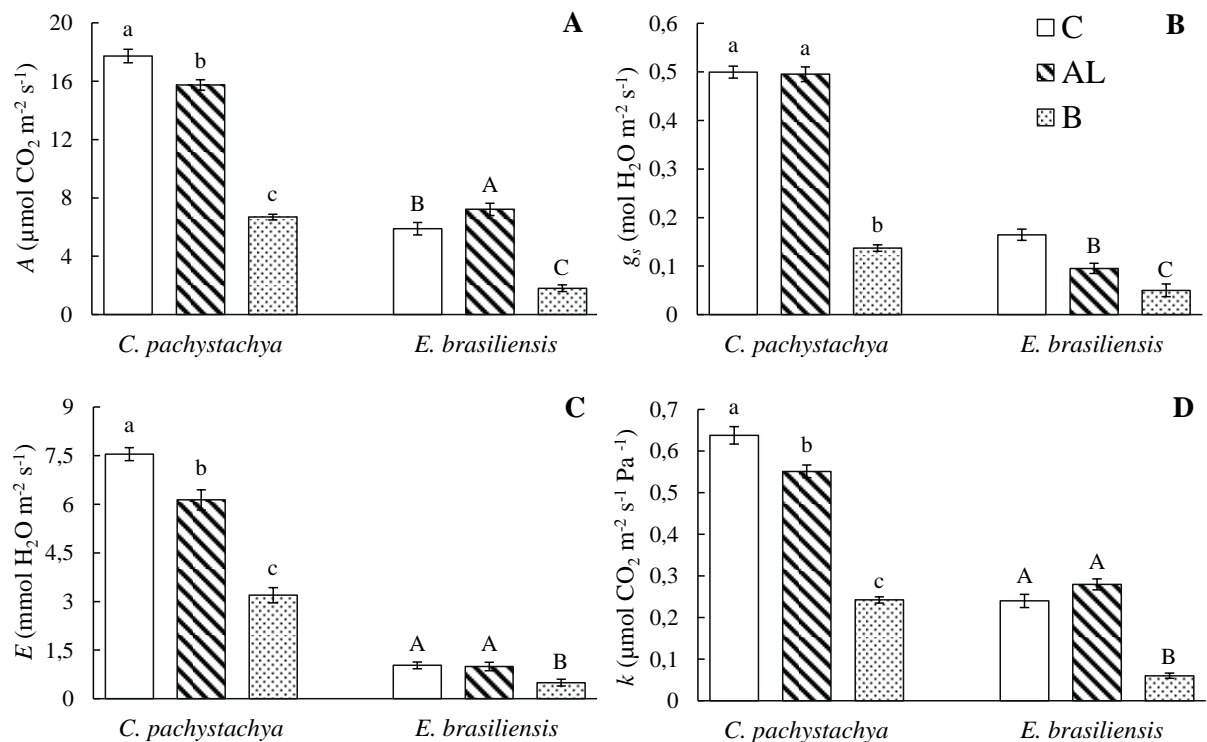 A
A (µmol CO2 m-2 s-1)
20
16
12
8
4
0
a
b
c
B
A
C
C. pachystachya
E. brasiliensis
B
gs (mol H2O m-2 s-1)
0,6
0,5
0,4
0,3
0,2
0,1
0,0
a
a
b
B
C
C. pachystachya
E. brasiliensis
C
AL
B
C
E (mmol H2O m-2 s-1)
9
7,5
6
4,5
3
1,5
0
a
b
c
A
A
B
C. pachystachya
E. brasiliensis
D
k (µmol CO2 m-2 s-1 Pa -1)
0,7
0,6
0,5
0,4
0,3
0,2
0,1
0
a
b
c
A
A
B
C. pachystachya
E. brasiliensis